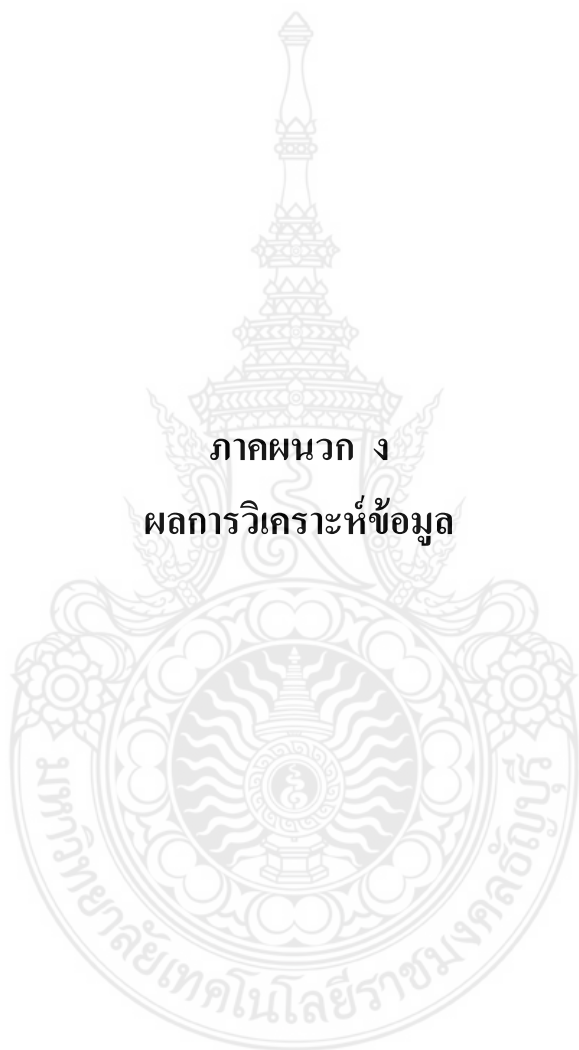 ภาคผนวก ง
ผลการวิเคราะห์ข้อมูล
มหาวิทยาลัยเทคโนโลยีราชมงคลธัญบุรี